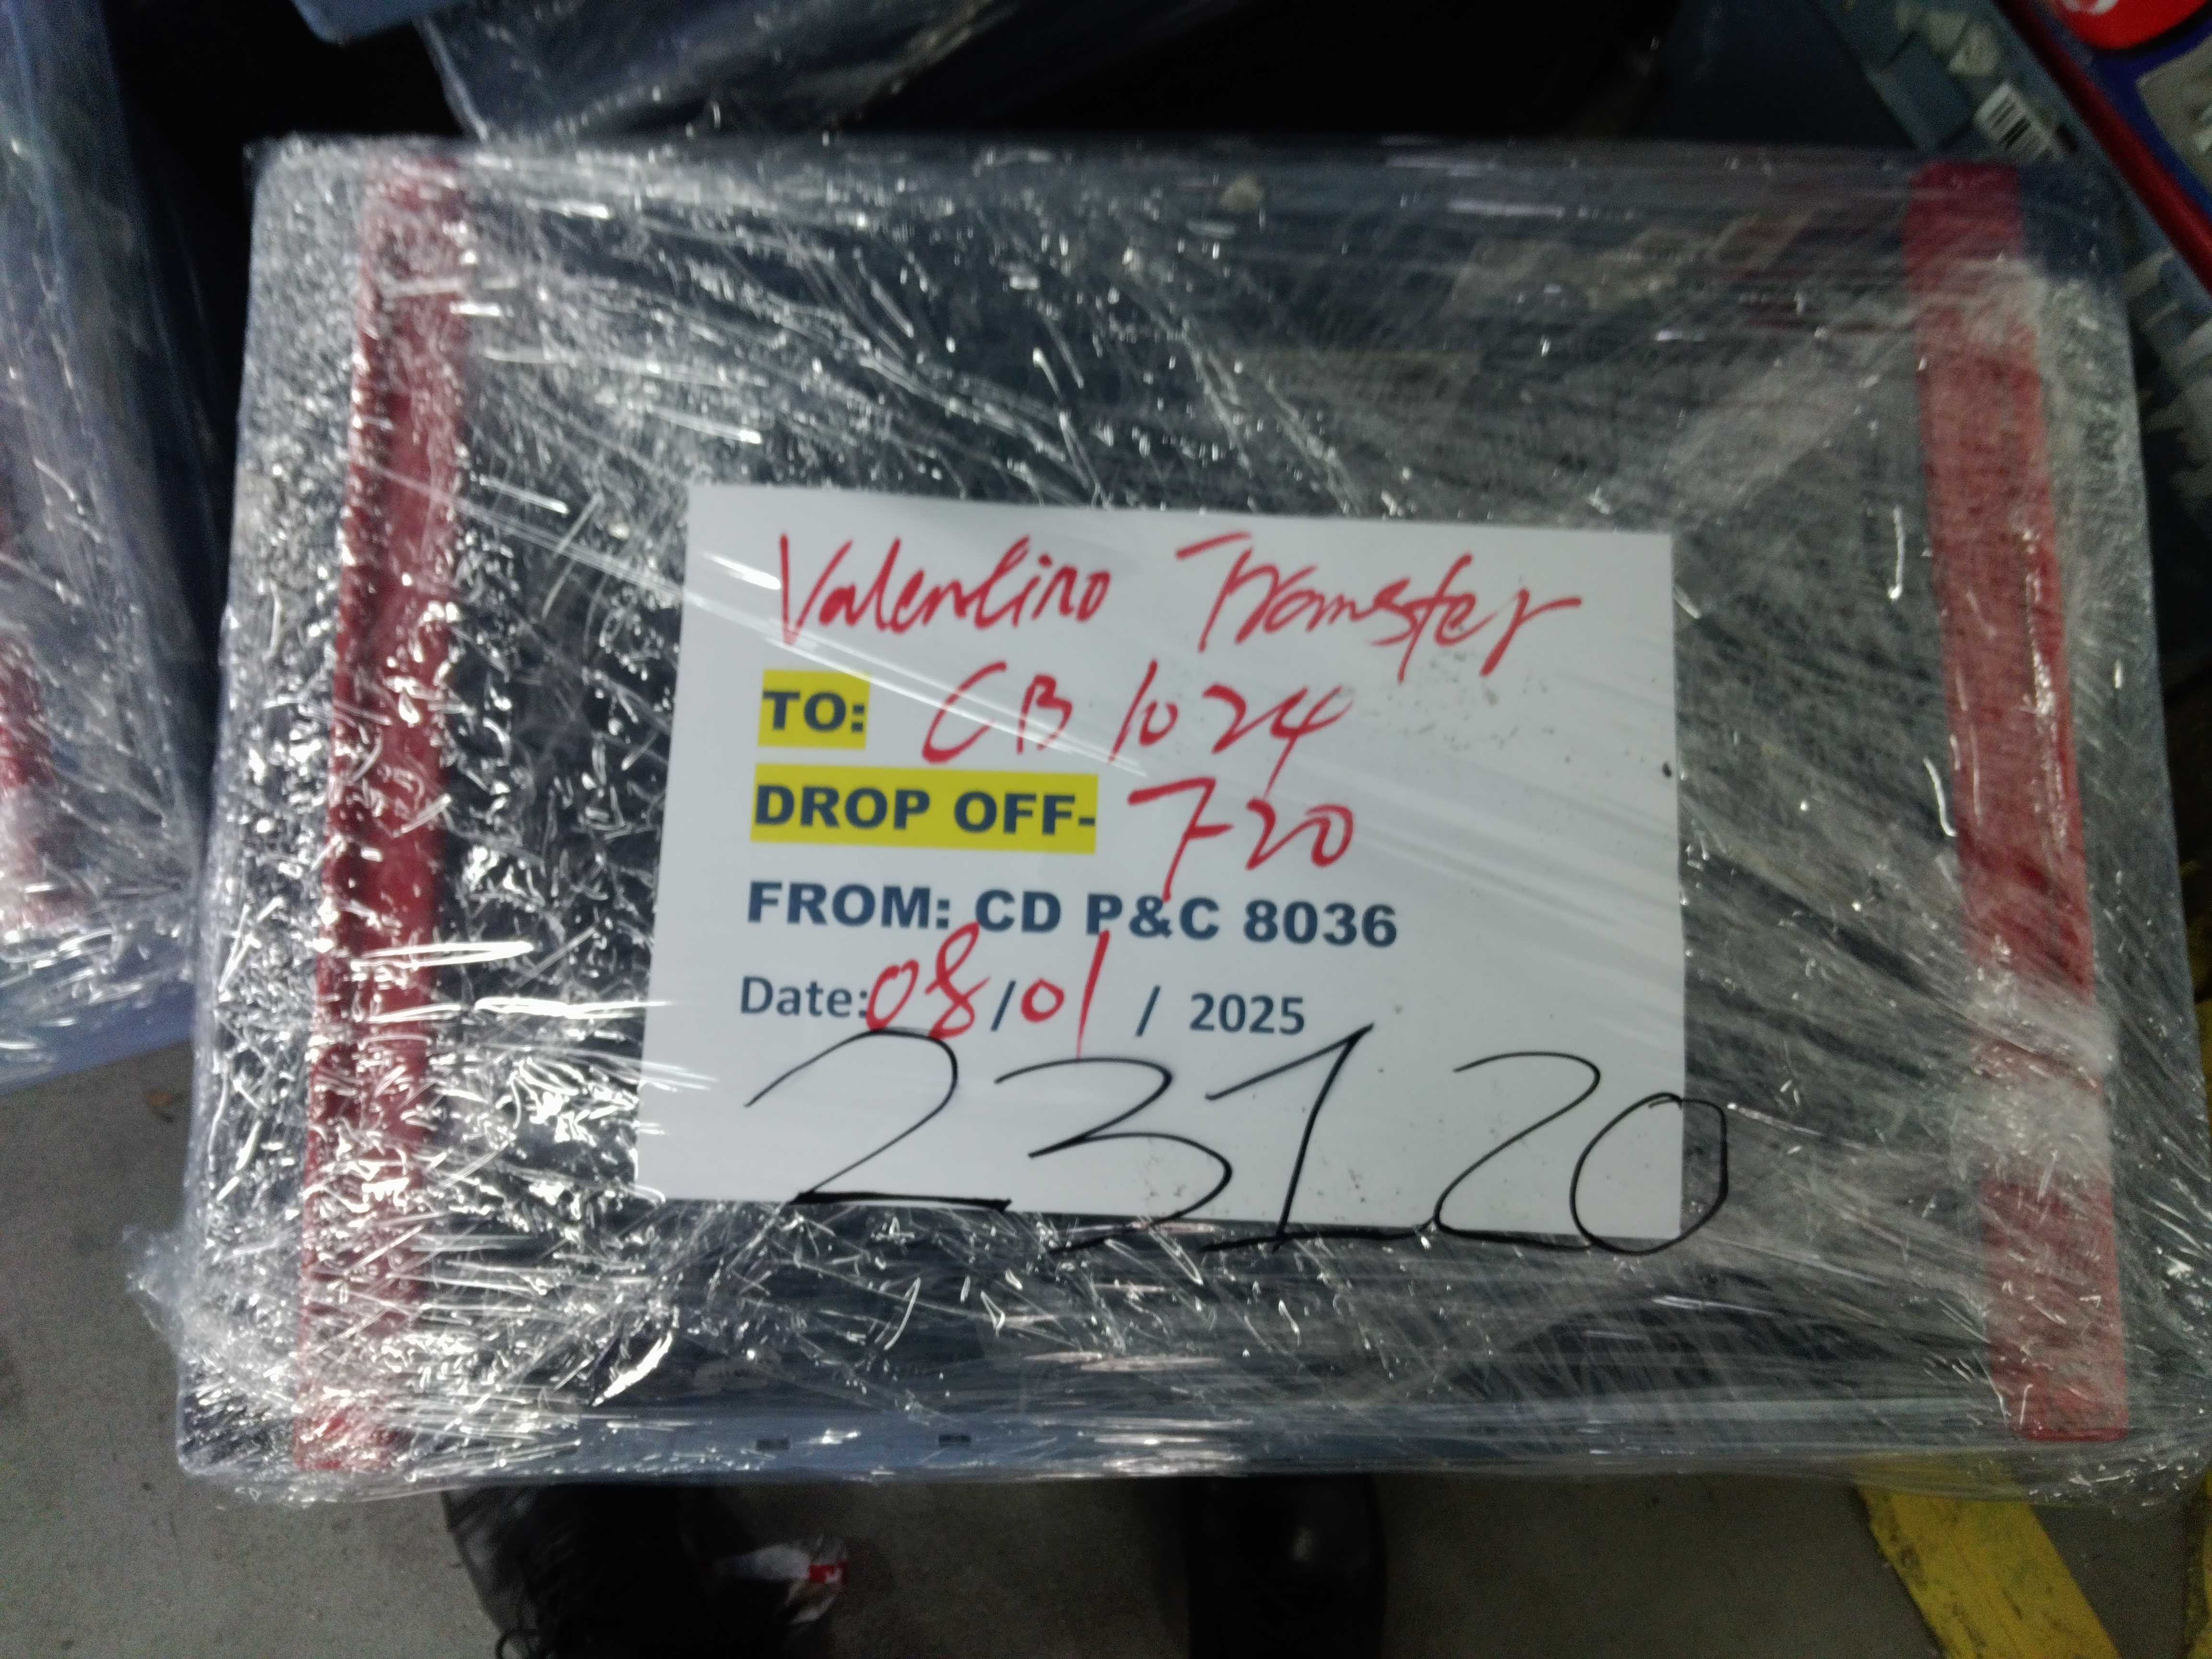 Valentino Transfer
TO: CB 1024
DROP OFF- 720
FROM: CD P&C 8036
Date: 08/01/2025
23120